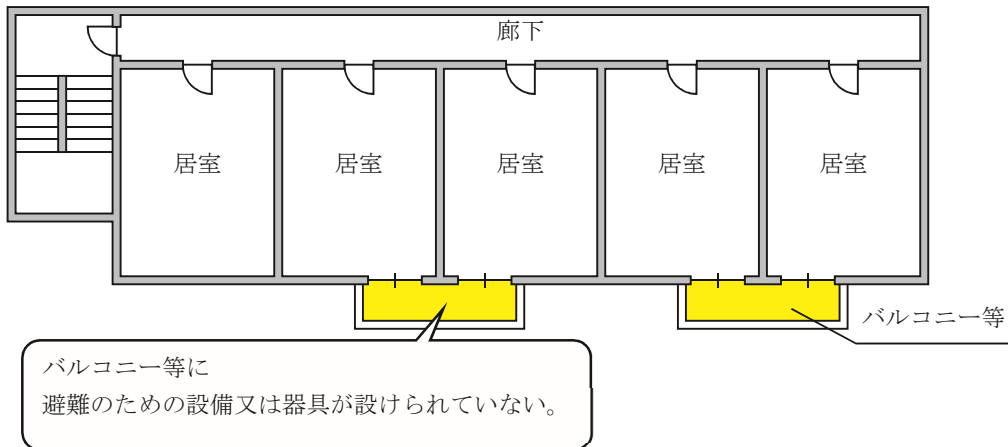 廊下
居室
居室
居室
居室
居室
バルコニー等
バルコニー等に
避難のための設備又は器具が設けられていない。